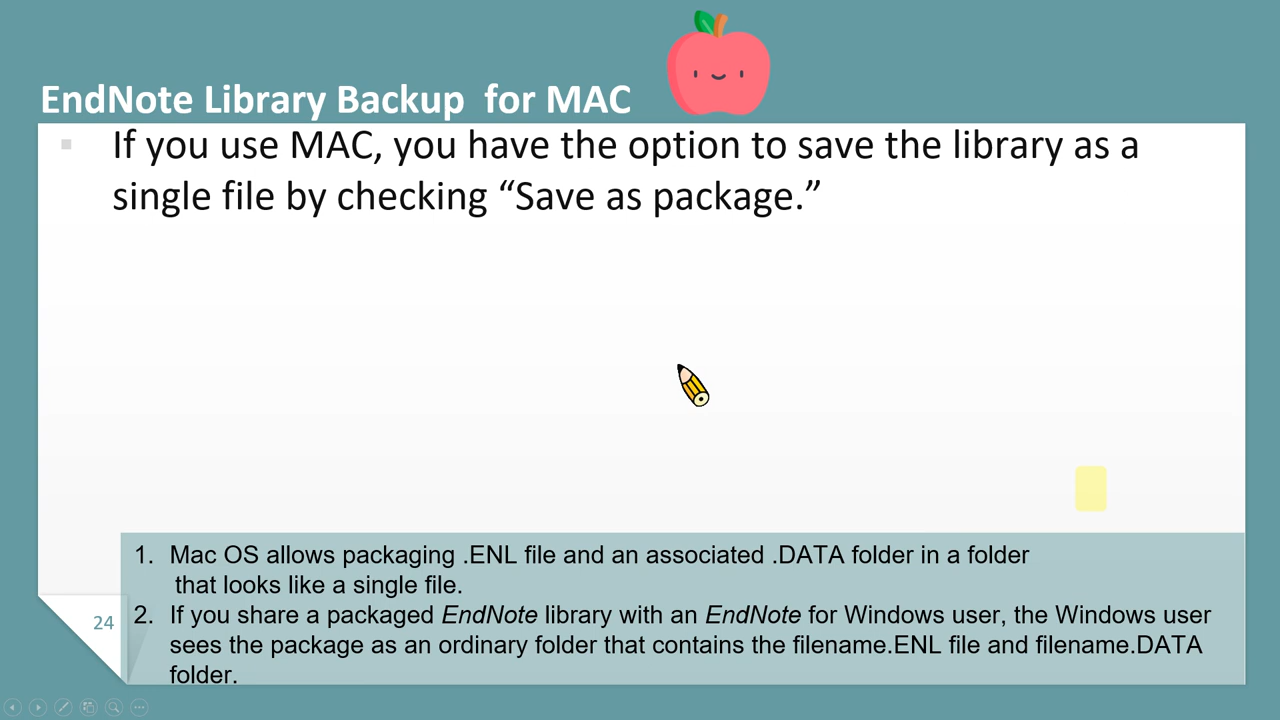 EndNote Library Backup  for MAC
If you use MAC, you have the option to save the library as a
single file by checking “Save as package.”
1. Mac OS allows packaging .ENL file and an associated .DATA folder in a folder
that looks like a single file.
2. If you share a packaged EndNote library with an EndNote for Windows user, the Windows user
sees the package as an ordinary folder that contains the filename.ENL file and filename.DATA
folder.
24